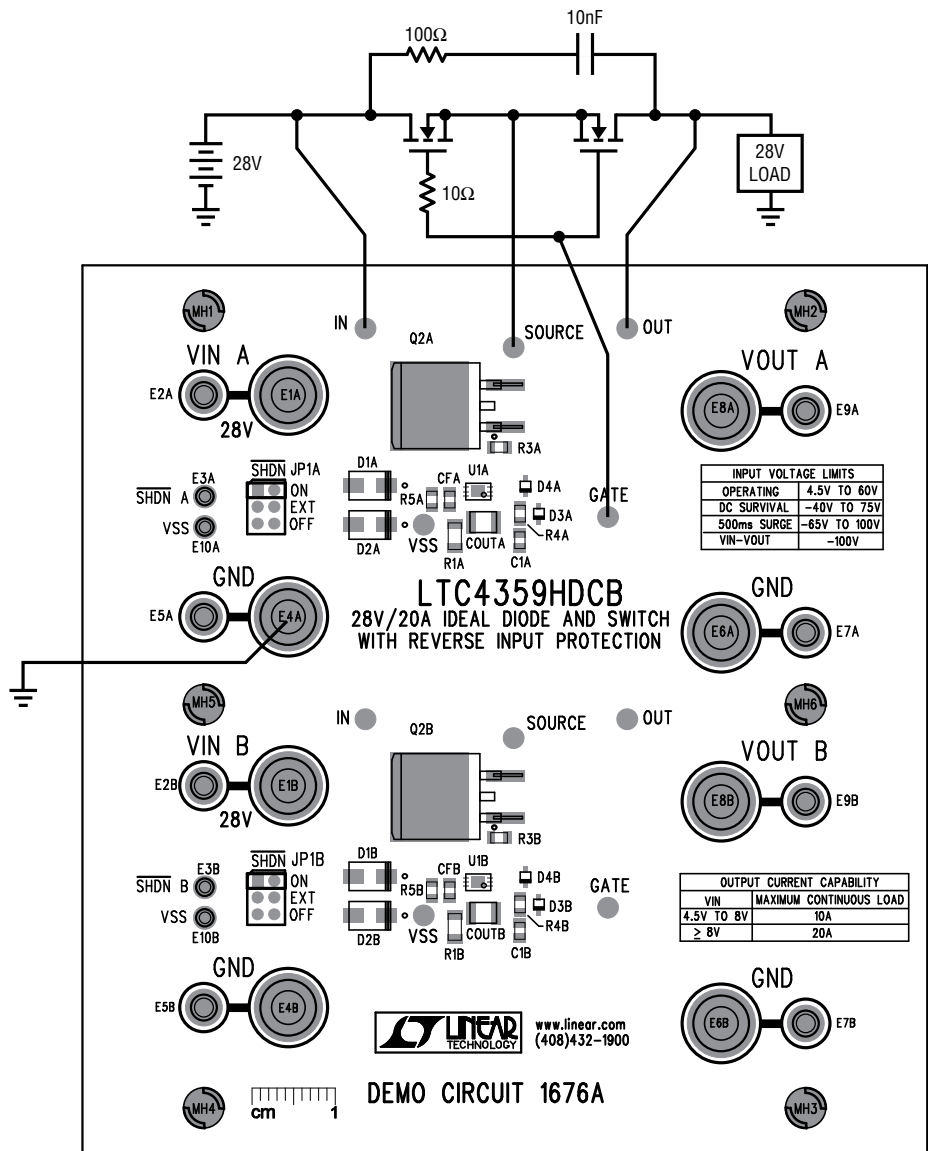 100Ω
10nF
28V
10Ω
28V
LOAD
MH1
MH2
IN
SOURCE
OUT
Q2A
VIN A
VOUT A
E2A
E1A
E8A
E9A
28V
R3A
SHDN JP1A
ON
EXT
OFF
E3A
SHDN A
VSS
E10A
D1A
D2A
R5A
CFA
U1A
D4A
D3A
R4A
GATE
VSS
R1A
COUTA
C1A
INPUT VOLTAGE LIMITS
OPERATING 4.5V TO 60V
DC SURVIVAL -40V TO 75V
500ms SURGE -65V TO 100V
VIN-VOUT -100V
GND
GND
E5A
E4A
E6A
E7A
LTC4359HDCB
28V/20A IDEAL DIODE AND SWITCH
WITH REVERSE INPUT PROTECTION
MH5
MH6
IN
SOURCE
OUT
Q2B
VIN B
VOUT B
E2B
E1B
E8B
E9B
28V
R3B
SHDN JP1B
ON
EXT
OFF
E3B
SHDN B
VSS
E10B
D1B
D2B
R5B
CFB
U1B
D4B
D3B
R4B
GATE
VSS
R1B
COUTB
C1B
OUTPUT CURRENT CAPABILITY
VIN MAXIMUM CONTINUOUS LOAD
4.5V TO 8V 10A
≥ 8V 20A
GND
GND
E5B
E4B
E6B
E7B
LINEAR
TECHNOLOGY
www.linear.com
(408)432-1900
MH4
cm 1
DEMO CIRCUIT 1676A
MH3